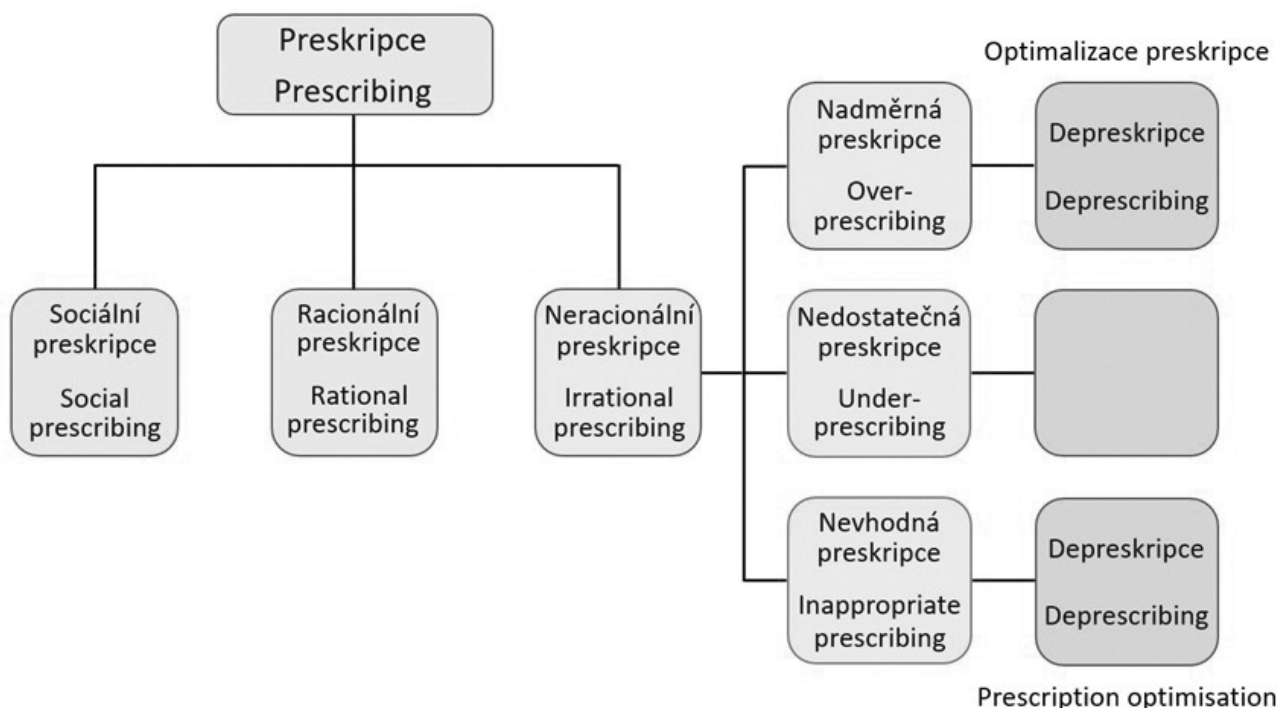 Preskripce
Prescribing
Optimalizace preskripce
Nadměrná
preskripce
Over-
prescribing
Depreskripce
Deprescribing
Sociální
preskripce
Social
prescribing
Racionální
preskripce
Rational
prescribing
Neracionální
preskripce
Irrational
prescribing
Nedostatečná
preskripce
Under-
prescribing
Nevhodná
preskripce
Inappropriate
prescribing
Depreskripce
Deprescribing
Prescription optimisation